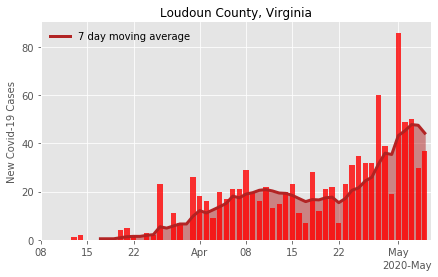 Loudoun County, Virginia
7 day moving average
New Covid-19 Cases
80
60
40
20
0
08 15 22 Apr 08 15 22 May
2020-May